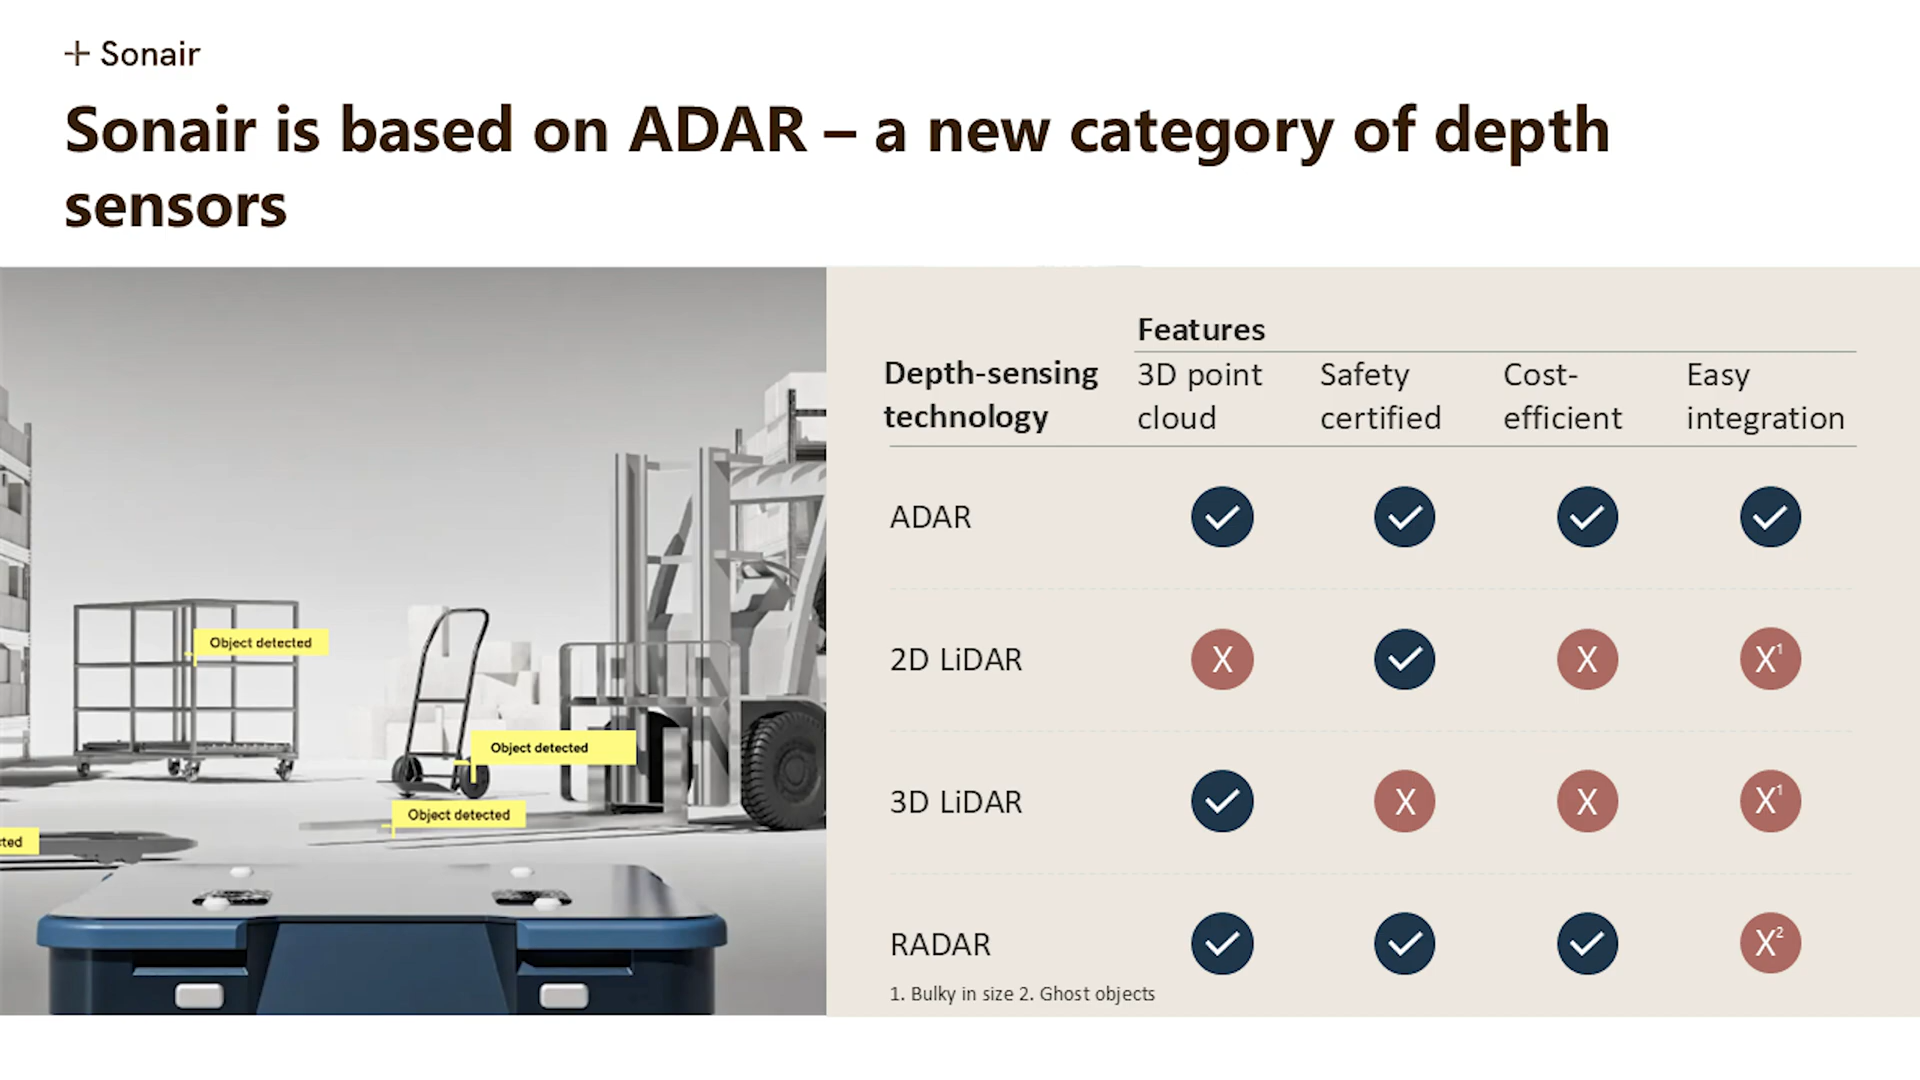 Sonair
Sonair is based on ADAR – a new category of depth
sensors
Object detected
Object detected
Object detected
Features
Depth-sensing
technology
3D point
cloud
Safety
certified
Cost-
efficient
Easy
integration
ADAR
2D LiDAR
X
X
X¹
3D LiDAR
X
X
X¹
RADAR
X²
1. Bulky in size 2. Ghost objects